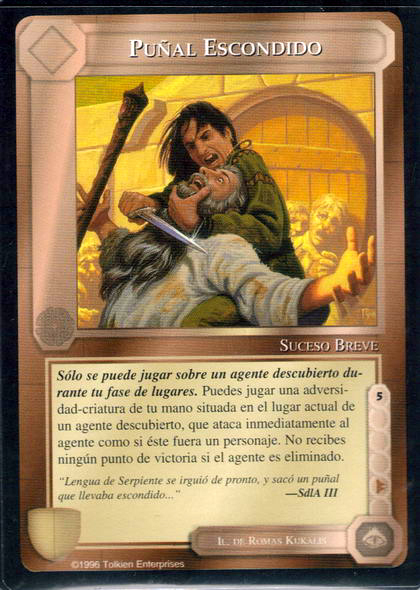 PUÑAL ESCONDIDO
SUCESO BREVE
Sólo se puede jugar sobre un agente descubierto du-
rante tu fase de lugares. Puedes jugar una adversi-
dad-criatura de tu mano situada en el lugar actual de
un agente descubierto, que ataca inmediatamente al
agente como si éste fuera un personaje. No recibes
ningún punto de victoria si el agente es eliminado.
5
“Lengua de Serpiente se irguió de pronto, y sacó un puñal
que llevaba escondido...” —SdlA III
IL. DE ROMAS KUKALIS
©1996 Tolkien Enterprises